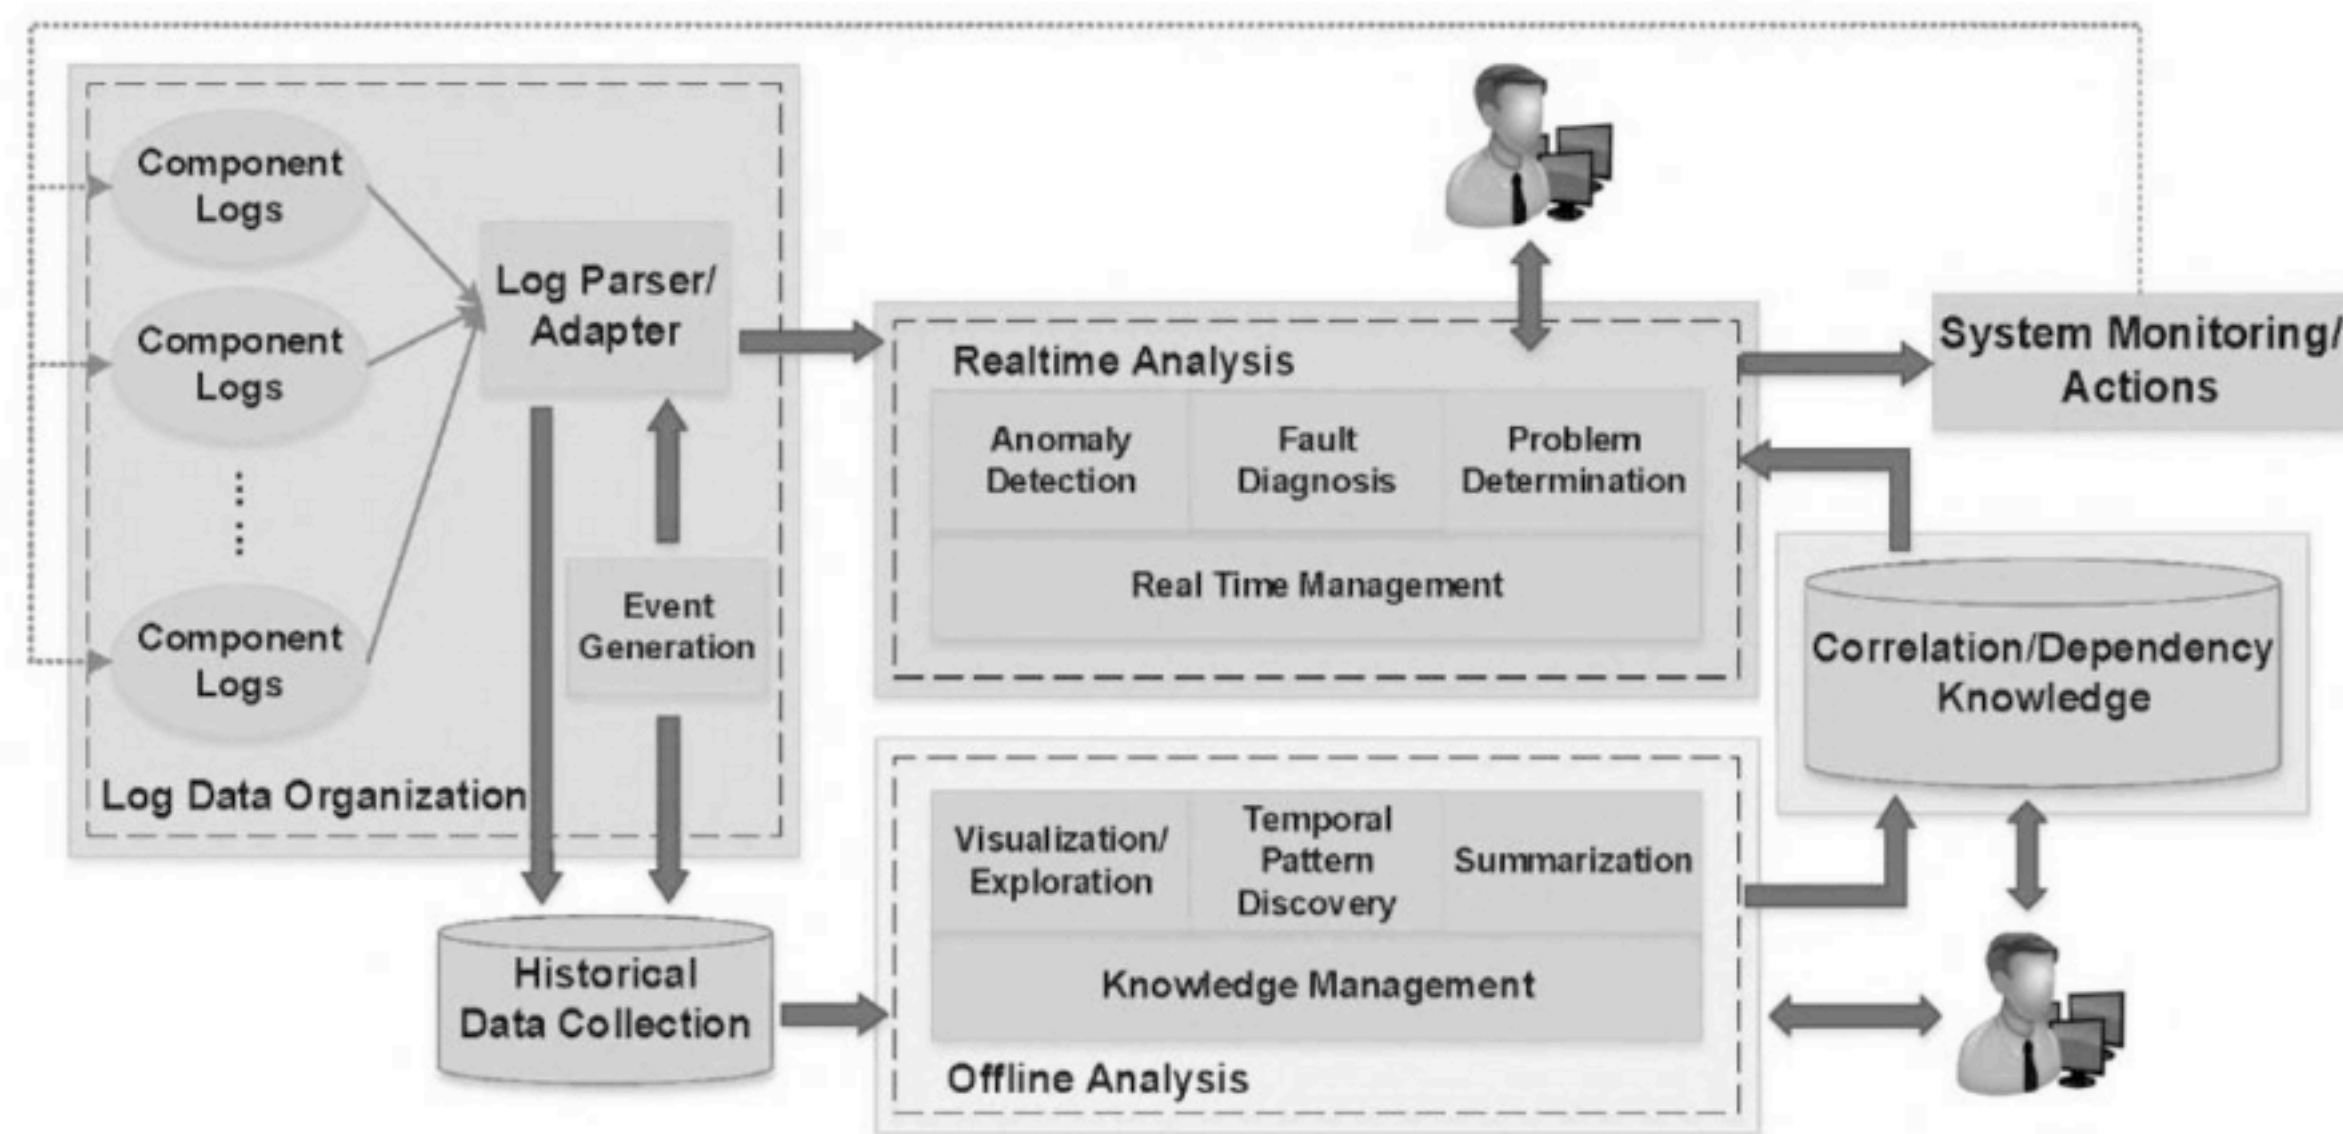 Component
Logs
Component
Logs
Component
Logs
Log Parser/
Adapter
Event
Generation
Log Data Organization
Historical
Data Collection
Realtime Analysis
Anomaly
Detection
Fault
Diagnosis
Problem
Determination
Real Time Management
System Monitoring/
Actions
Correlation/Dependency
Knowledge
Visualization/
Exploration
Temporal
Pattern
Discovery
Summarization
Knowledge Management
Offline Analysis